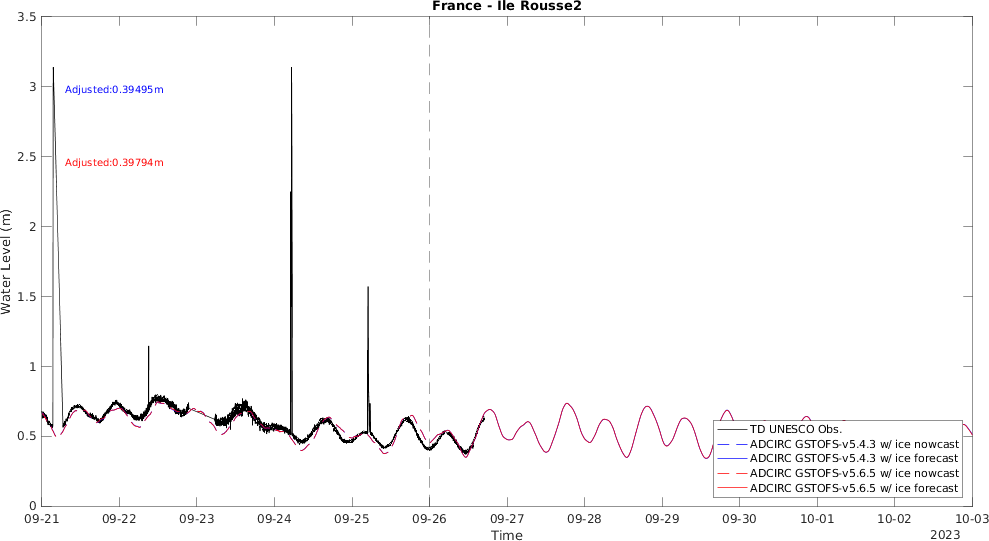 France - Ile Rousse2
3.5
3
2.5
2
1.5
1
0.5
0
Water Level (m)
Adjusted:0.39495m
Adjusted:0.39794m
TD UNESCO Obs.
ADCIRC GSTOFS-v5.4.3 w/ ice nowcast
ADCIRC GSTOFS-v5.4.3 w/ ice forecast
ADCIRC GSTOFS-v5.6.5 w/ ice nowcast
ADCIRC GSTOFS-v5.6.5 w/ ice forecast
09-21 09-22 09-23 09-24 09-25 09-26 09-27 09-28 09-29 09-30 10-01 10-02 10-03
Time
2023